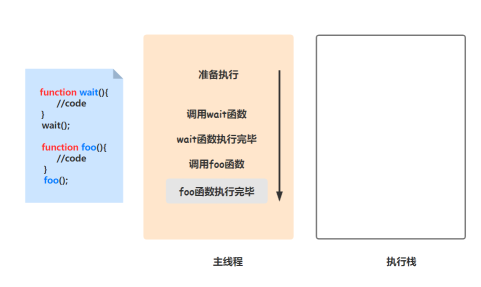 function wait(){
//code
}
wait();
function foo(){
//code
}
foo();
准备执行
调用wait函数
wait函数执行完毕
调用foo函数
foo函数执行完毕
主线程
执行栈